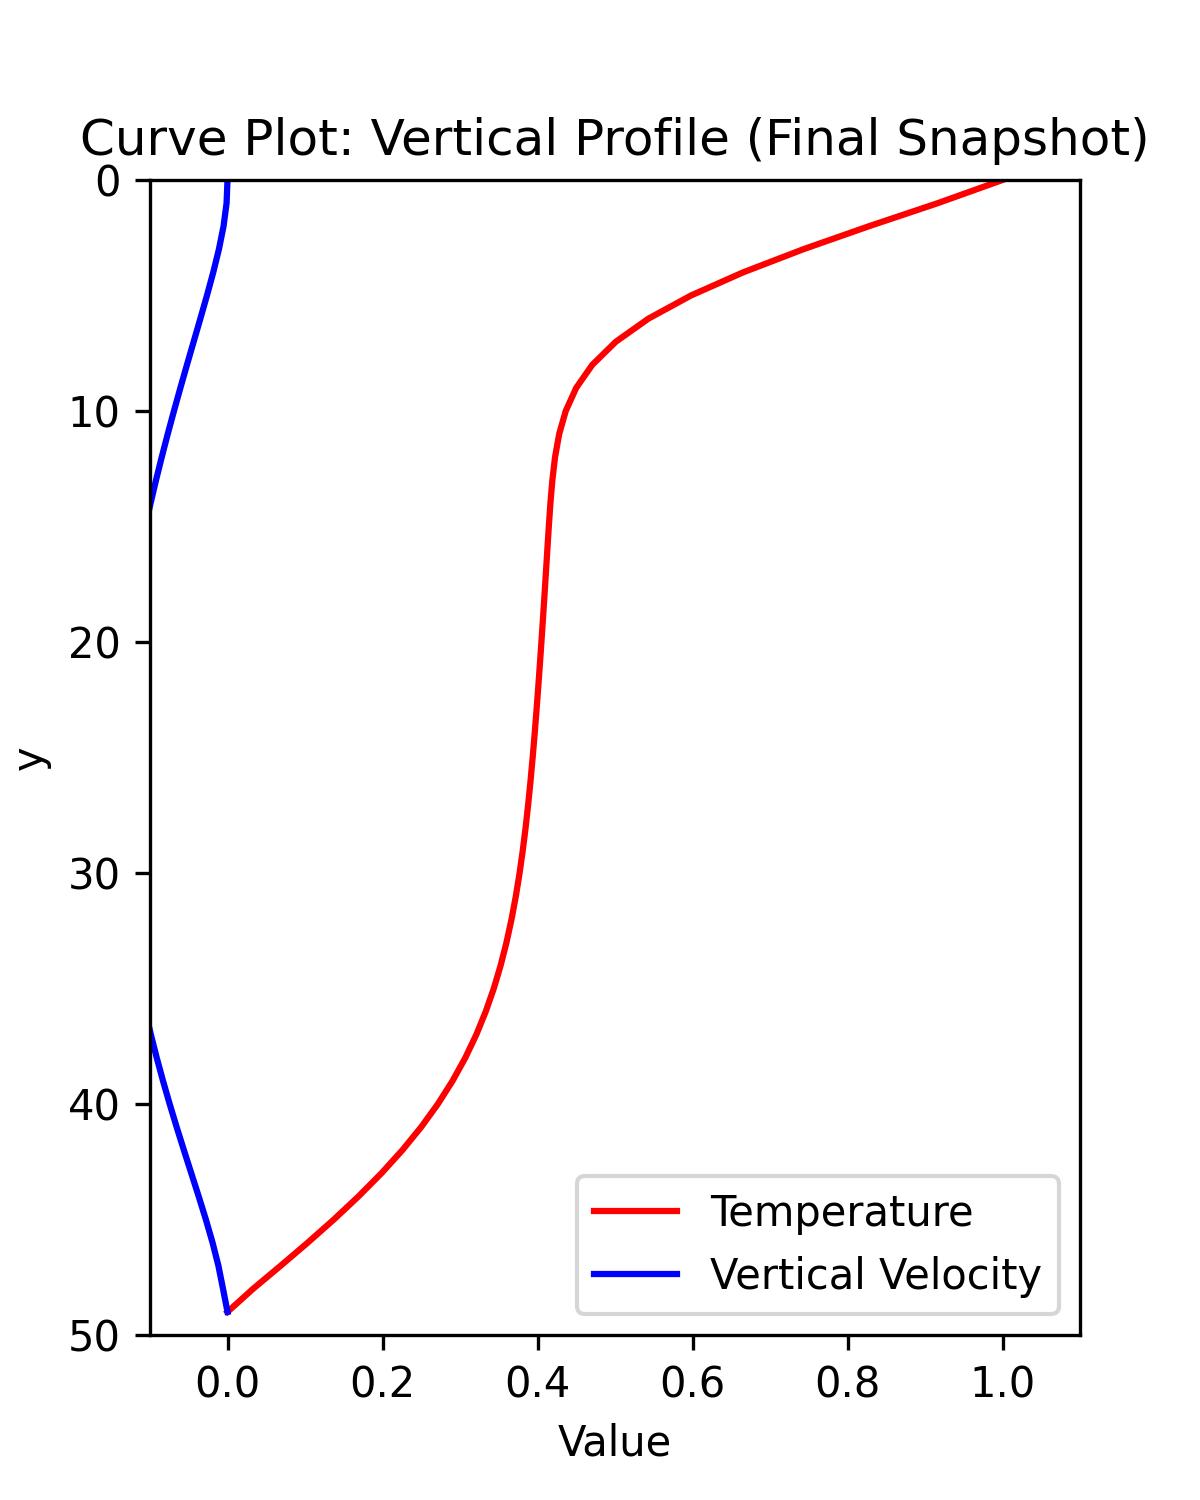 Curve Plot: Vertical Profile (Final Snapshot)
0
10
20
30
40
50
y
Temperature
Vertical Velocity
0.0 0.2 0.4 0.6 0.8 1.0
Value